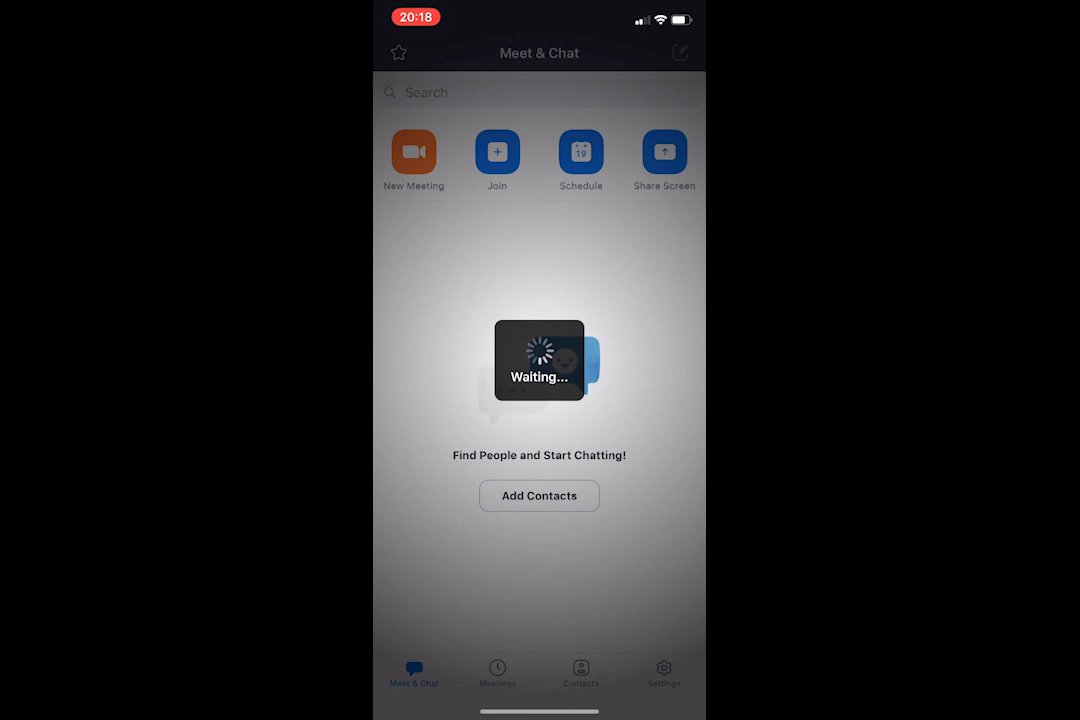 20:18
Meet & Chat
Search
19
New Meeting
Join
Schedule
Share Screen
Waiting...
Find People and Start Chatting!
Add Contacts
Meet & Chat
Meetings
Contacts
Settings